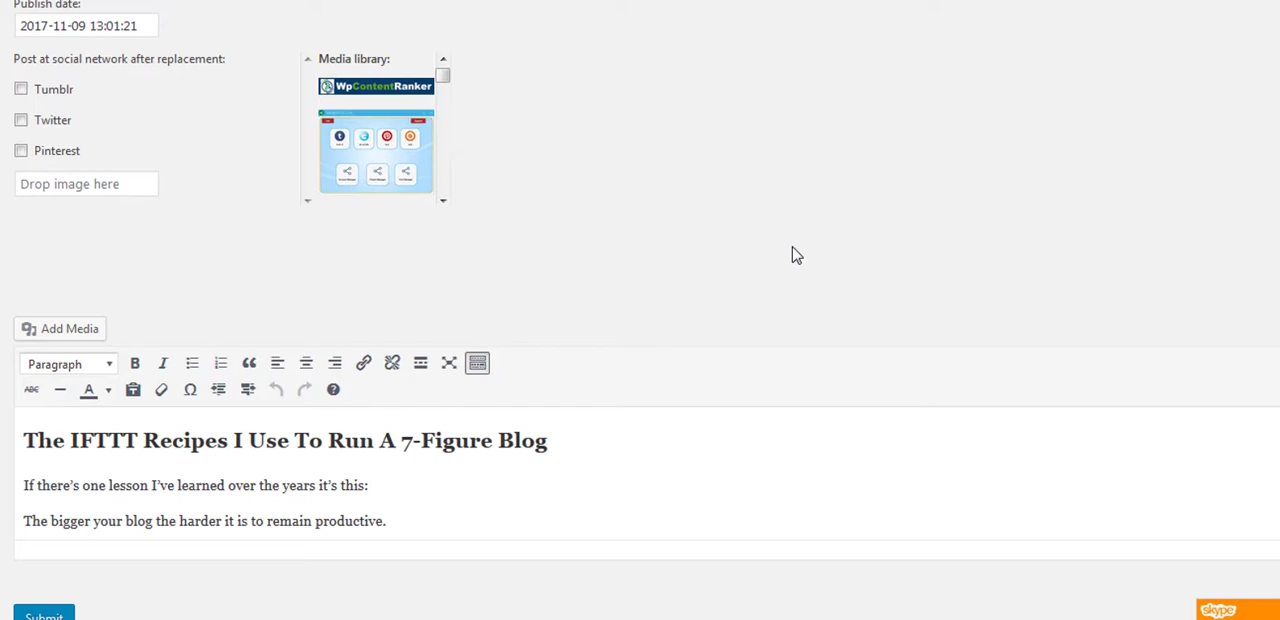 Publish date:
2017-11-09 13:01:21
Post at social network after replacement:
Media library:
WpContentRanker
Tumblr
Twitter
Pinterest
Drop image here
Add Media
Paragraph
B I
ABC A Ω ?
The IFTTT Recipes I Use To Run A 7-Figure Blog
If there's one lesson I've learned over the years it's this:
The bigger your blog the harder it is to remain productive.
Submit
skype